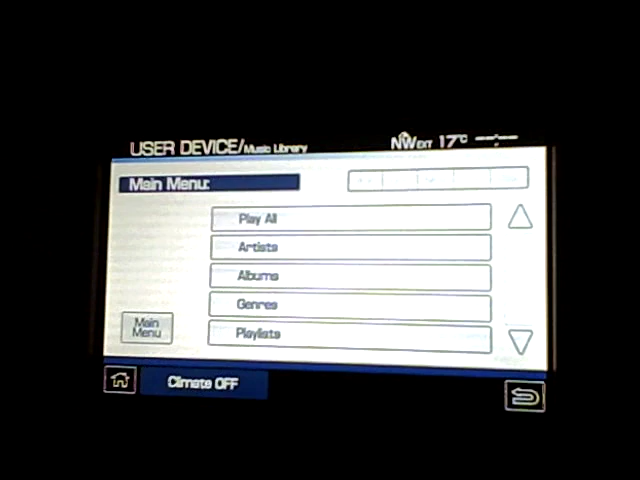 USER DEVICE/Music Library NW EXT 17°C --:--
Main Menu:
Play All
Artists
Albums
Genres
Playlists
Main
Menu
Climate OFF